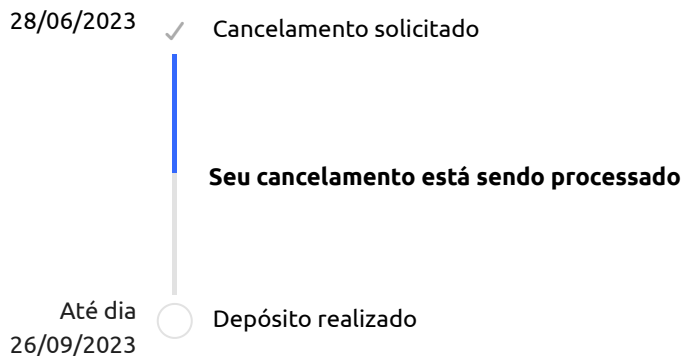 28/06/2023
Cancelamento solicitado
Seu cancelamento está sendo processado
Até dia
26/09/2023
Depósito realizado